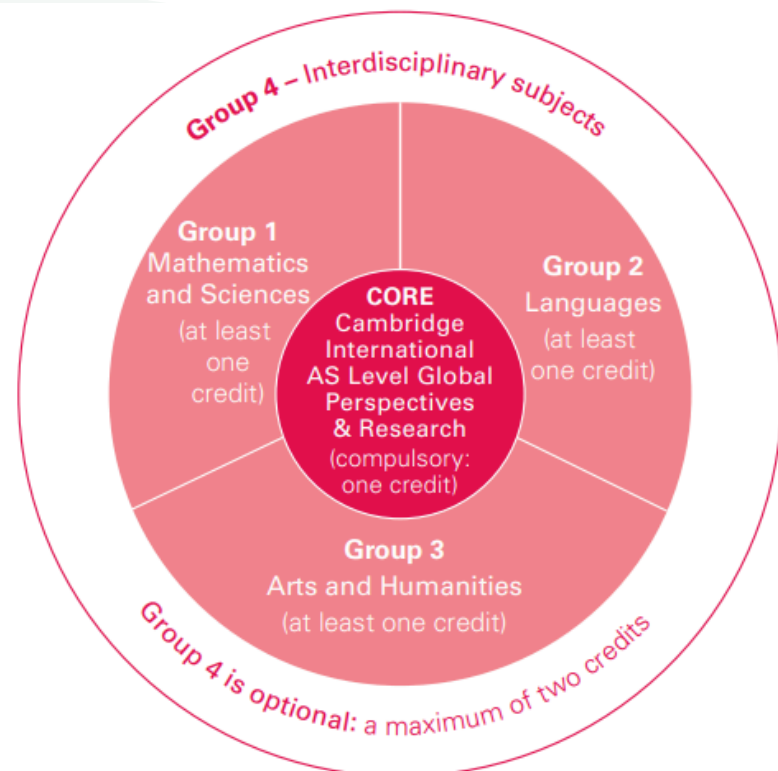 Group 4 – Interdisciplinary subjects
Group 1
Mathematics
and Sciences
(at least
one
credit)
Group 2
Languages
(at least
one credit)
CORE
Cambridge
International
AS Level Global
Perspectives
& Research
(compulsory:
one credit)
Group 3
Arts and Humanities
(at least one credit)
Group 4 is optional: a maximum of two credits